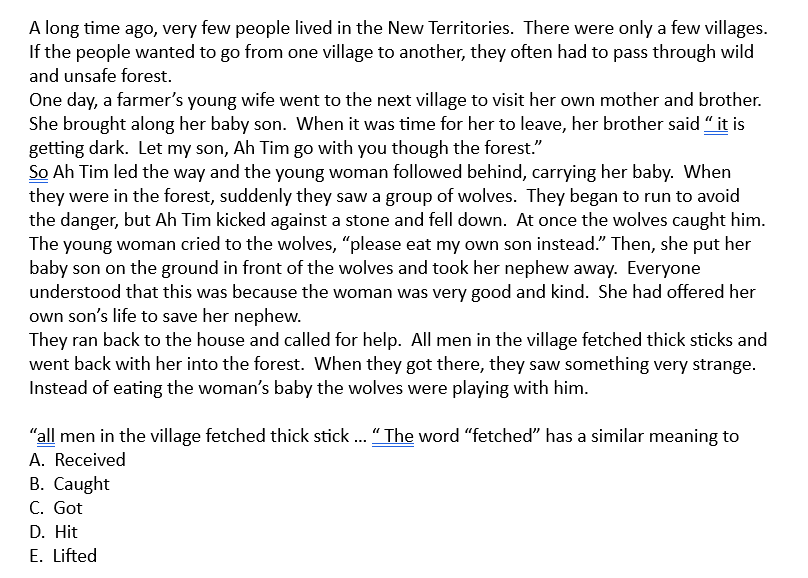 A long time ago, very few people lived in the New Territories.  There were only a few villages.
If the people wanted to go from one village to another, they often had to pass through wild
and unsafe forest.
One day, a farmer’s young wife went to the next village to visit her own mother and brother.
She brought along her baby son.  When it was time for her to leave, her brother said “ it is
getting dark.  Let my son, Ah Tim go with you though the forest.”
So Ah Tim led the way and the young woman followed behind, carrying her baby.  When
they were in the forest, suddenly they saw a group of wolves.  They began to run to avoid
the danger, but Ah Tim kicked against a stone and fell down.  At once the wolves caught him.
The young woman cried to the wolves, “please eat my own son instead.” Then, she put her
baby son on the ground in front of the wolves and took her nephew away.  Everyone
understood that this was because the woman was very good and kind.  She had offered her
own son’s life to save her nephew.
They ran back to the house and called for help.  All men in the village fetched thick sticks and
went back with her into the forest.  When they got there, they saw something very strange.
Instead of eating the woman’s baby the wolves were playing with him.
“all men in the village fetched thick stick ... “ The word “fetched” has a similar meaning to
A.  Received
B.  Caught
C.  Got
D.  Hit
E.  Lifted